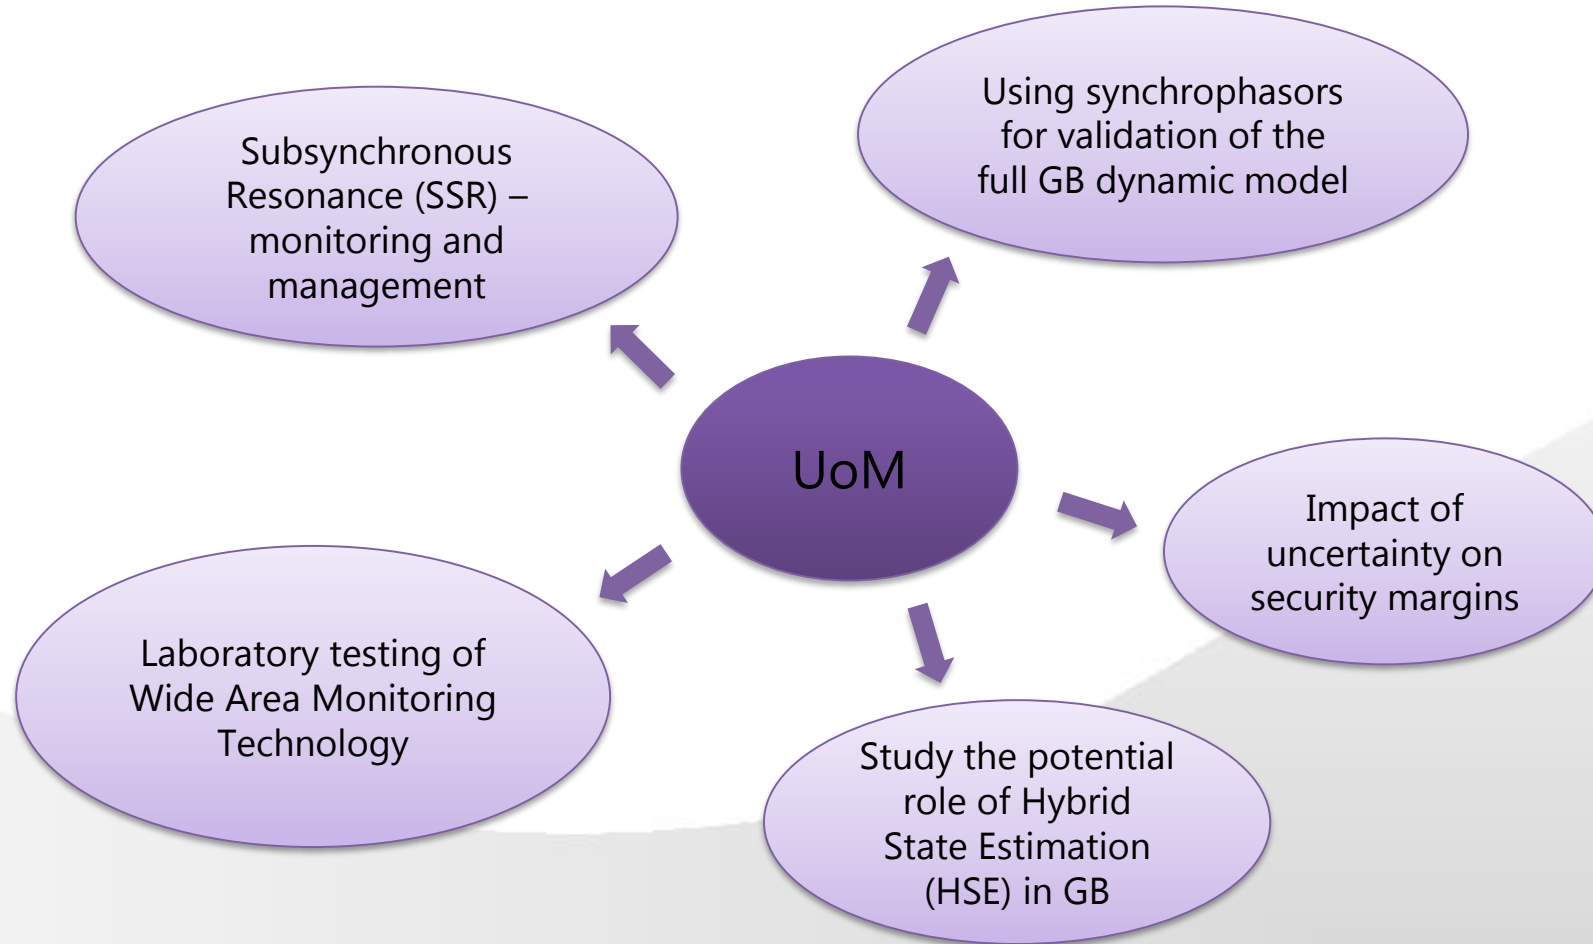 Subsynchronous
Resonance (SSR) –
monitoring and
management
Using synchrophasors
for validation of the
full GB dynamic model
UoM
Impact of
uncertainty on
security margins
Laboratory testing of
Wide Area Monitoring
Technology
Study the potential
role of Hybrid
State Estimation
(HSE) in GB